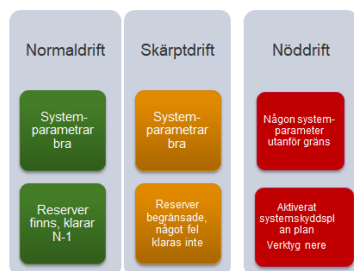 Normaldrift
System-
parametrar
bra
Reserver
finns, klarar
N-1
Skärptdrift
System-
parametrar
bra
Reserver
begränsade,
något fel
klaras inte
Nöddrift
Någon system-
parameter
utanför gräns
Aktiverat
systemskyddspl
an plan
Verktyg nere